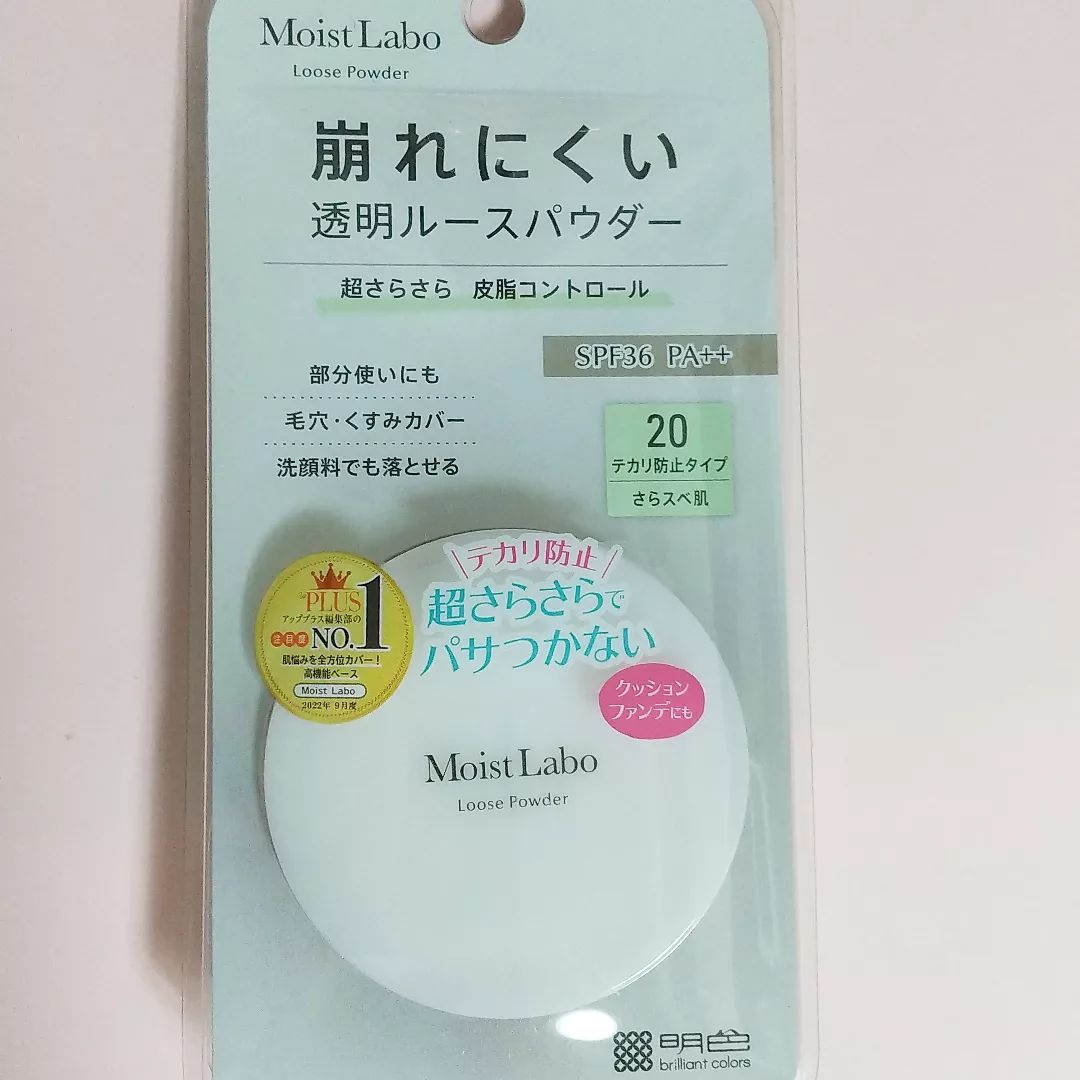 Moist Labo
Loose Powder
崩れにくい
透明ルースパウダー
超さらさら 皮脂コントロール
SPF36 PA++
部分使いにも
毛穴・くすみカバー
洗顔料でも落とせる
20
テカリ防止タイプ
さらスベ肌
PLUS
アッププラス編集部の
注目度
NO.1
肌悩みを全方位カバー!
高機能ベース
Moist Labo
2022年 9月度
\テカリ防止/
超さらさらで
パサつかない
クッション
ファンデにも
Moist Labo
Loose Powder
明色
brilliant colors